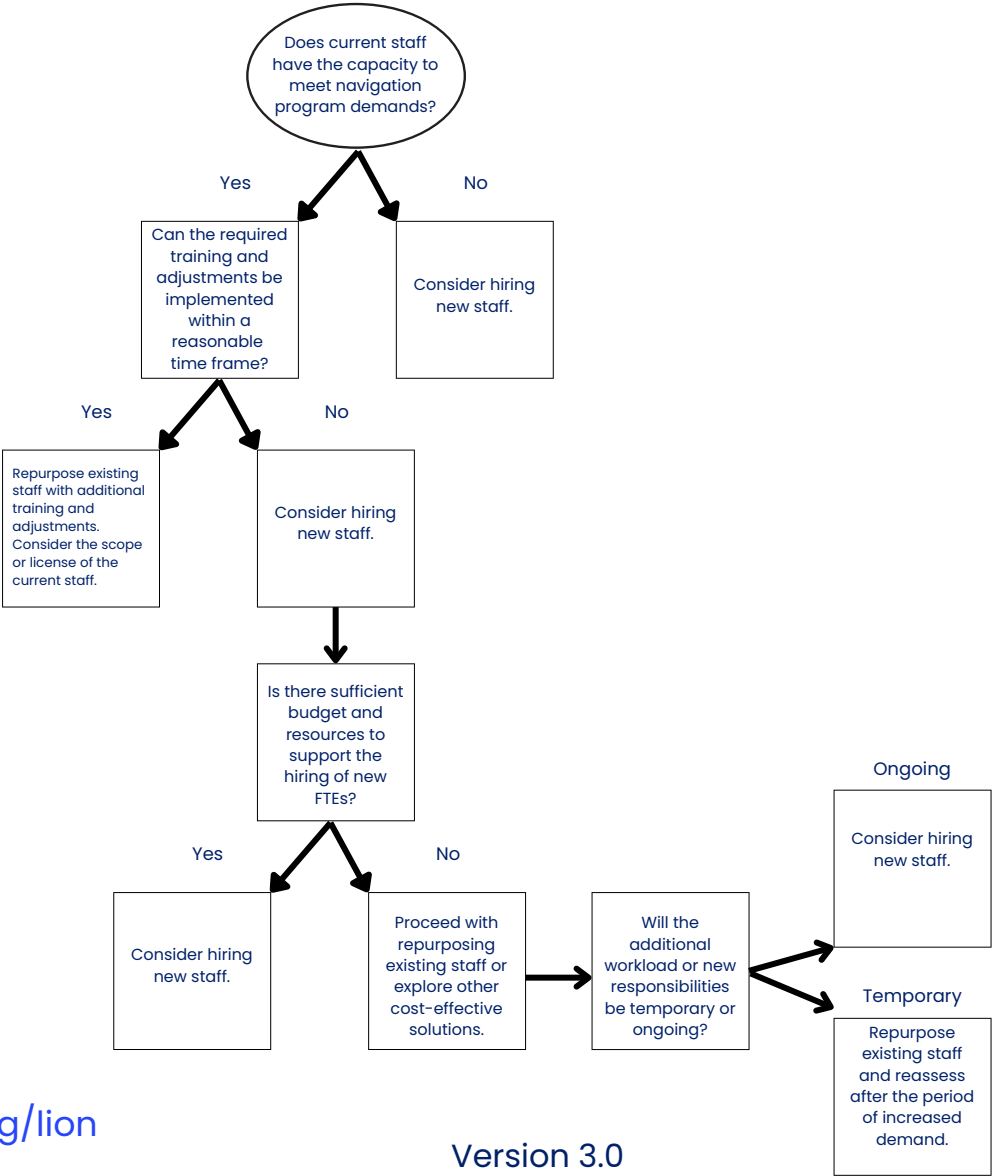 Does current staff
have the capacity to
meet navigation
program demands?
Yes
No
Can the required
training and
adjustments be
implemented
within a
reasonable
time frame?
Consider hiring
new staff.
Yes
No
Repurpose existing
staff with additional
training and
adjustments.
Consider the scope
or license of the
current staff.
Consider hiring
new staff.
Is there sufficient
budget and
resources to
support the
hiring of new
FTEs?
Yes
No
Consider hiring
new staff.
Proceed with
repurposing
existing staff or
explore other
cost-effective
solutions.
Will the
additional
workload or new
responsibilities
be temporary or
ongoing?
Ongoing
Consider hiring
new staff.
Temporary
Repurpose
existing staff
and reassess
after the period
of increased
demand.
g/lion
Version 3.0